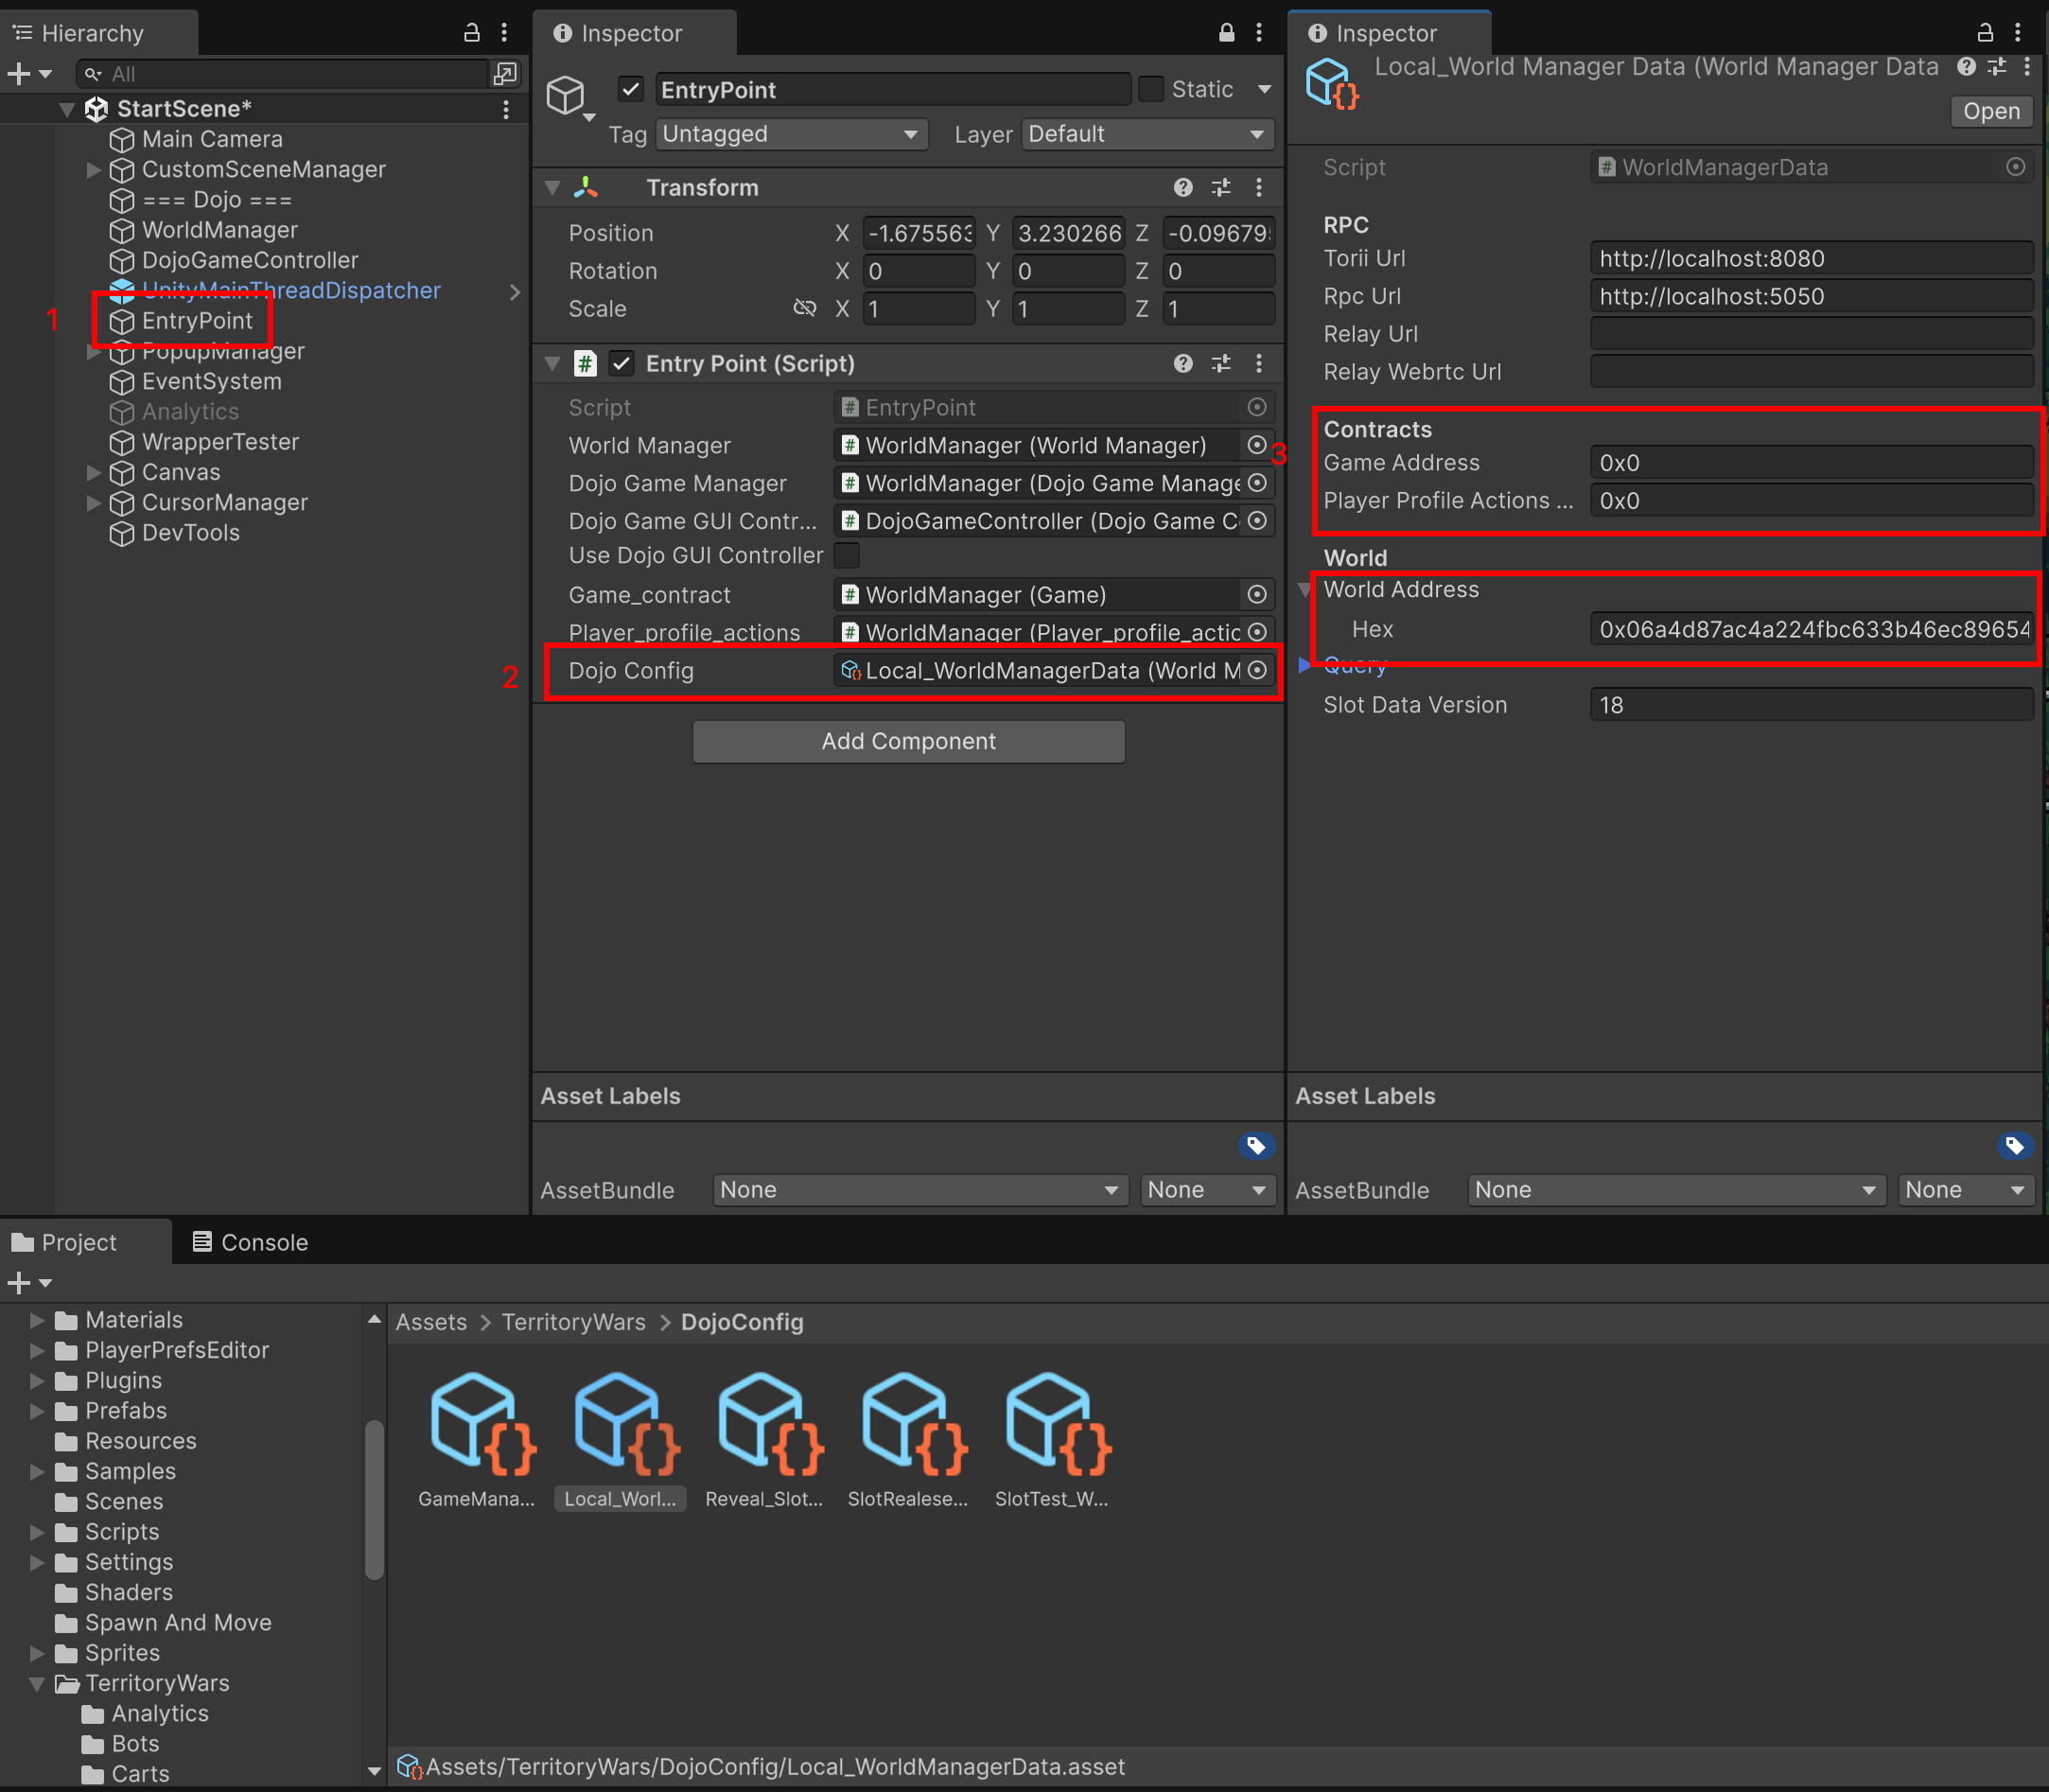 Hierarchy
All
StartScene*
Main Camera
CustomSceneManager
=== Dojo ===
WorldManager
DojoGameController
UnityMainThreadDispatcher
1
EntryPoint
PopupManager
EventSystem
Analytics
WrapperTester
Canvas
CursorManager
DevTools
Inspector
EntryPoint
Static
Tag Untagged
Layer Default
Transform
Position X -1.675563 Y 3.230266 Z -0.096795
Rotation X 0 Y 0 Z 0
Scale X 1 Y 1 Z 1
# Entry Point (Script)
Script # EntryPoint
World Manager # WorldManager (World Manager)
Dojo Game Manager # WorldManager (Dojo Game Manage
Dojo Game GUI Contr... # DojoGameController (Dojo Game C
Use Dojo GUI Controller
Game_contract # WorldManager (Game)
Player_profile_actions # WorldManager (Player_profile_actic
2
Dojo Config Local_WorldManagerData (World M
Add Component
Asset Labels
AssetBundle None None
Inspector
Local_World Manager Data (World Manager Data
Open
Script # WorldManagerData
RPC
Torii Url http://localhost:8080
Rpc Url http://localhost:5050
Relay Url
Relay Webrtc Url
3
Contracts
Game Address 0x0
Player Profile Actions ... 0x0
World
World Address
Hex 0x06a4d87ac4a224fbc633b46ec89654
Query
Slot Data Version 18
Asset Labels
AssetBundle None None
Project
Console
Materials
PlayerPrefsEditor
Plugins
Prefabs
Resources
Samples
Scenes
Scripts
Settings
Shaders
Spawn And Move
Sprites
TerritoryWars
Analytics
Bots
Carts
Assets > TerritoryWars > DojoConfig
GameMana...
Local_Worl...
Reveal_Slot...
SlotRealese...
SlotTest_W...
Assets/TerritoryWars/DojoConfig/Local_WorldManagerData.asset